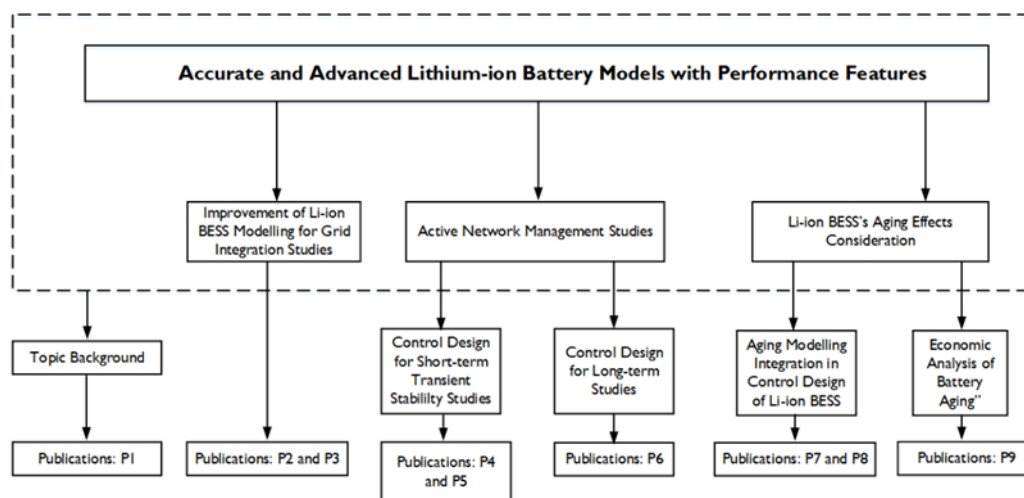 Accurate and Advanced Lithium-ion Battery Models with Performance Features
Improvement of Li-ion
BESS Modelling for Grid
Integration Studies
Active Network Management Studies
Li-ion BESS's Aging Effects
Consideration
Topic Background
Control Design
for Short-term
Transient
Stabililty Studies
Control Design
for Long-term
Studies
Aging Modelling
Integration in
Control Design
of Li-ion BESS
Economic
Analysis of
Battery
Aging"
Publications: P1
Publications: P2 and P3
Publications: P4
and P5
Publications: P6
Publications: P7 and P8
Publications: P9